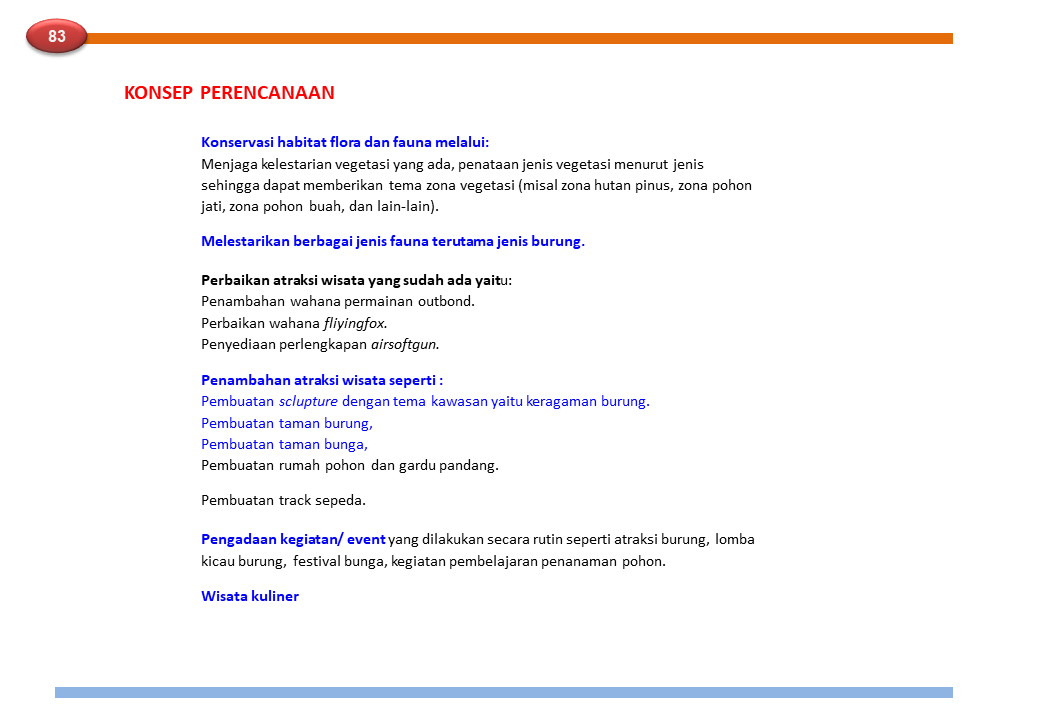 83
KONSEP PERENCANAAN
Konservasi habitat flora dan fauna melalui:
Menjaga kelestarian vegetasi yang ada, penataan jenis vegetasi menurut jenis
sehingga dapat memberikan tema zona vegetasi (misal zona hutan pinus, zona pohon
jati, zona pohon buah, dan lain-lain).
Melestarikan berbagai jenis fauna terutama jenis burung.
Perbaikan atraksi wisata yang sudah ada yaitu:
Penambahan wahana permainan outbond.
Perbaikan wahana fliyingfox.
Penyediaan perlengkapan airsoftgun.
Penambahan atraksi wisata seperti :
Pembuatan sclupture dengan tema kawasan yaitu keragaman burung.
Pembuatan taman burung,
Pembuatan taman bunga,
Pembuatan rumah pohon dan gardu pandang.
Pembuatan track sepeda.
Pengadaan kegiatan/ event yang dilakukan secara rutin seperti atraksi burung, lomba
kicau burung, festival bunga, kegiatan pembelajaran penanaman pohon.
Wisata kuliner